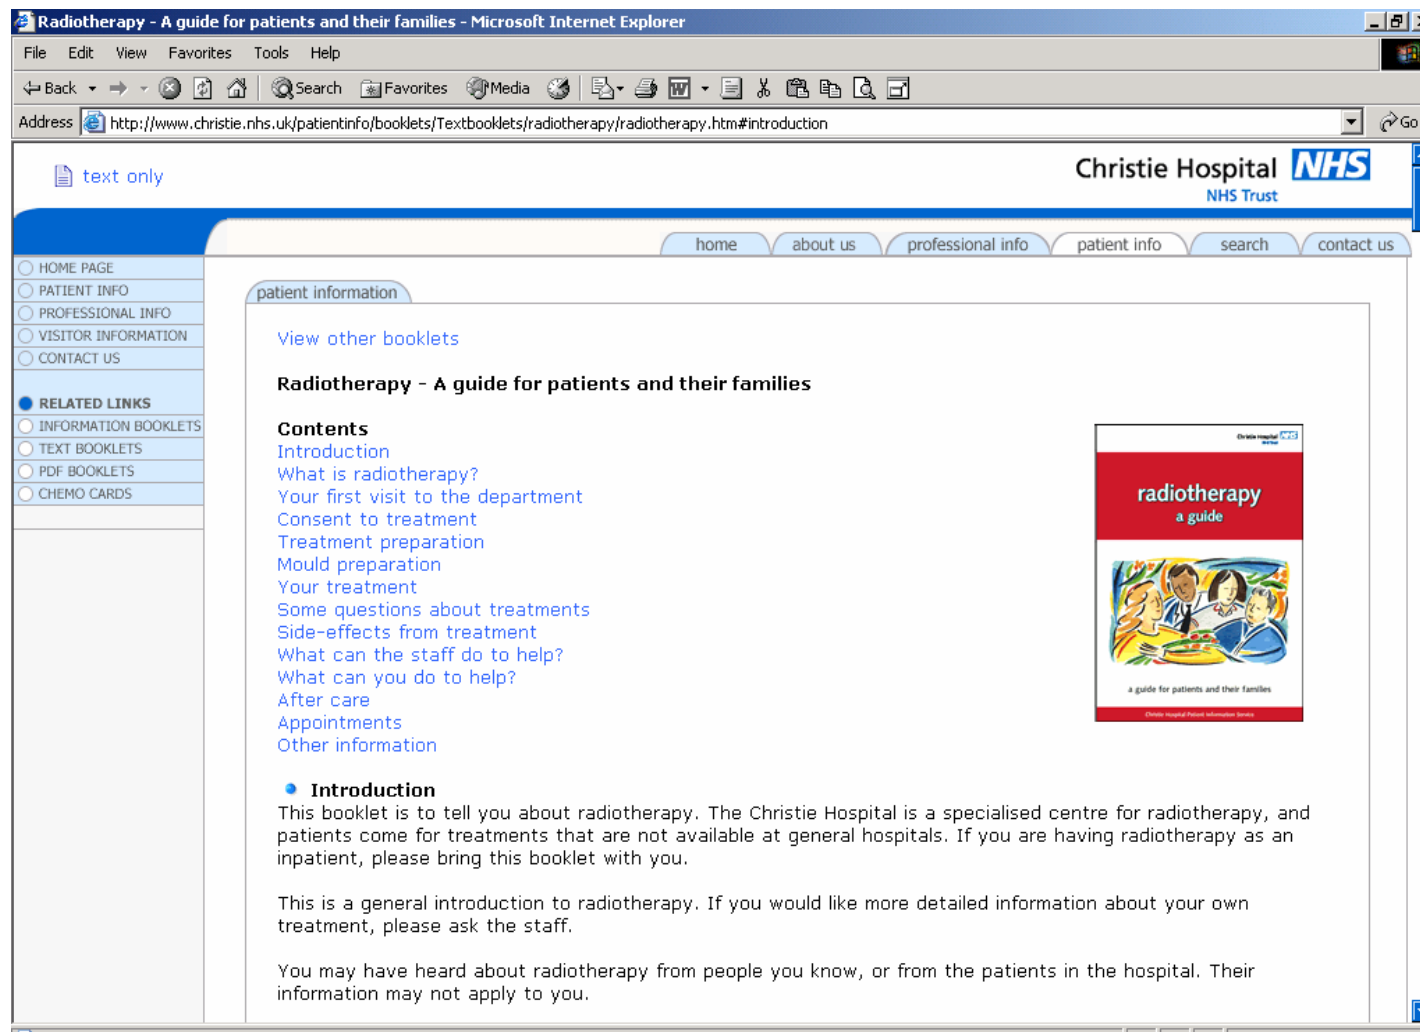 Radiotherapy - A guide for patients and their families - Microsoft Internet Explorer
File Edit View Favorites Tools Help
Back Search Favorites Media
Address http://www.christie.nhs.uk/patientinfo/booklets/Textbooklets/radiotherapy/radiotherapy.htm#introduction Go
text only
Christie Hospital NHS
NHS Trust
home about us professional info patient info search contact us
HOME PAGE
PATIENT INFO
PROFESSIONAL INFO
VISITOR INFORMATION
CONTACT US
RELATED LINKS
INFORMATION BOOKLETS
TEXT BOOKLETS
PDF BOOKLETS
CHEMO CARDS
patient information
View other booklets
Radiotherapy - A guide for patients and their families
Contents
Introduction
What is radiotherapy?
Your first visit to the department
Consent to treatment
Treatment preparation
Mould preparation
Your treatment
Some questions about treatments
Side-effects from treatment
What can the staff do to help?
What can you do to help?
After care
Appointments
Other information
Christie Hospital NHS
radiotherapy
a guide
a guide for patients and their families
Christie Hospital Patient Information Service
Introduction
This booklet is to tell you about radiotherapy. The Christie Hospital is a specialised centre for radiotherapy, and
patients come for treatments that are not available at general hospitals. If you are having radiotherapy as an
inpatient, please bring this booklet with you.
This is a general introduction to radiotherapy. If you would like more detailed information about your own
treatment, please ask the staff.
You may have heard about radiotherapy from people you know, or from the patients in the hospital. Their
information may not apply to you.